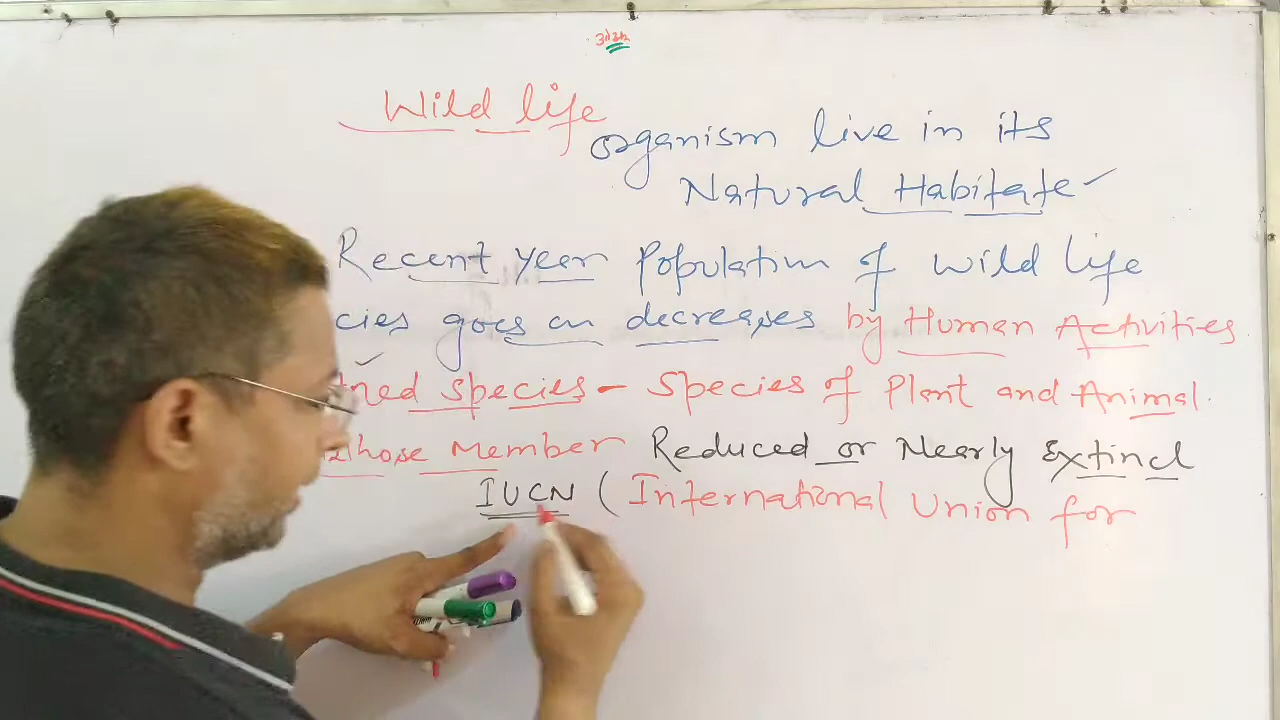 Wild life
organism live in its
Natural Habitate
Recent year Population of wild life
cies goes on decreases by Human Activities
ned species - Species of Plant and Animal.
whose Member Reduced or Nearly Extinct
IUCN (International Union for